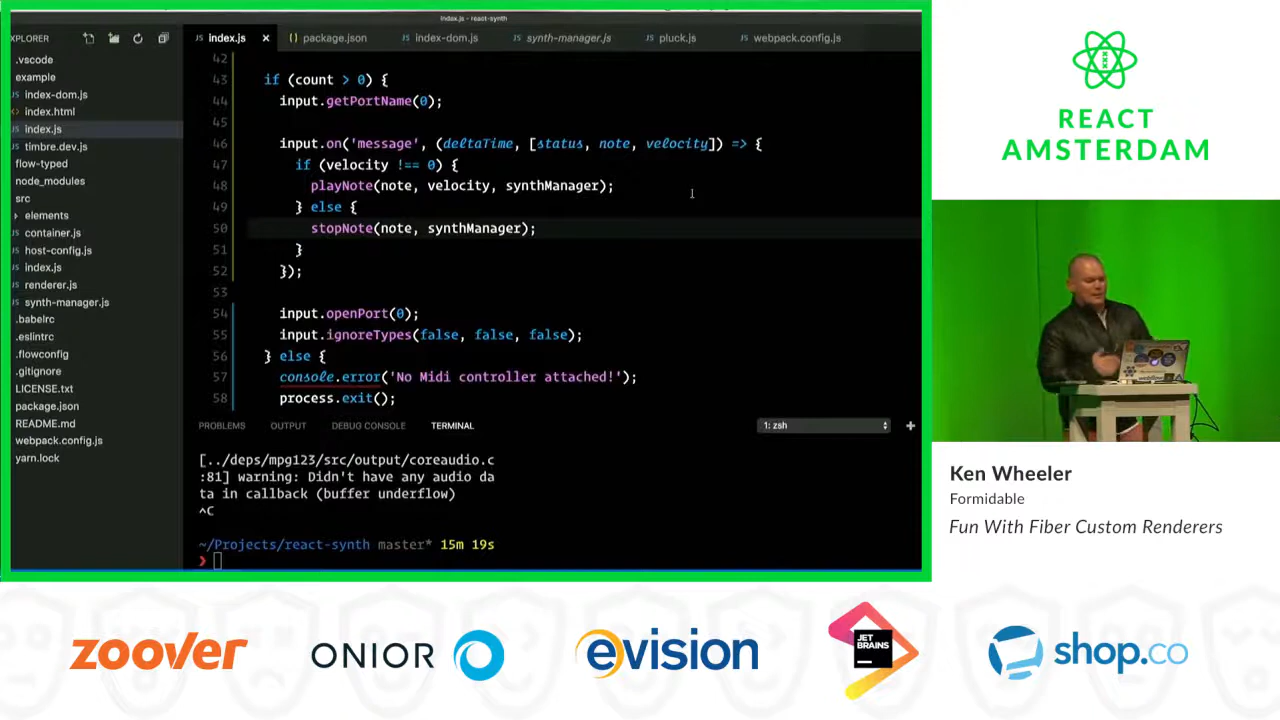 index.js - react-synth
XPLORER
index.js
package.json
index-dom.js
synth-manager.js
pluck.js
webpack.config.js
.vscode
example
index-dom.js
index.html
index.js
timbre.dev.js
flow-typed
node_modules
src
elements
container.js
host-config.js
index.js
renderer.js
synth-manager.js
.babelrc
.eslintrc
.flowconfig
.gitignore
LICENSE.txt
package.json
README.md
webpack.config.js
yarn.lock
42
43 if (count > 0) {
44 input.getPortName(0);
45
46 input.on('message', (deltaTime, [status, note, velocity]) => {
47 if (velocity !== 0) {
48 playNote(note, velocity, synthManager);
49 } else {
50 stopNote(note, synthManager);
51 }
52 });
53
54 input.openPort(0);
55 input.ignoreTypes(false, false, false);
56 } else {
57 console.error('No Midi controller attached!');
58 process.exit();
PROBLEMS OUTPUT DEBUG CONSOLE TERMINAL 1: zsh
[../deps/mpg123/src/output/coreaudio.c
:81] warning: Didn't have any audio da
ta in callback (buffer underflow)
^C
~/Projects/react-synth master* 15m 19s
❯
REACT
AMSTERDAM
Ken Wheeler
Formidable
Fun With Fiber Custom Renderers
zoover
ONIOR
evision
JET
BRAINS
shop.co